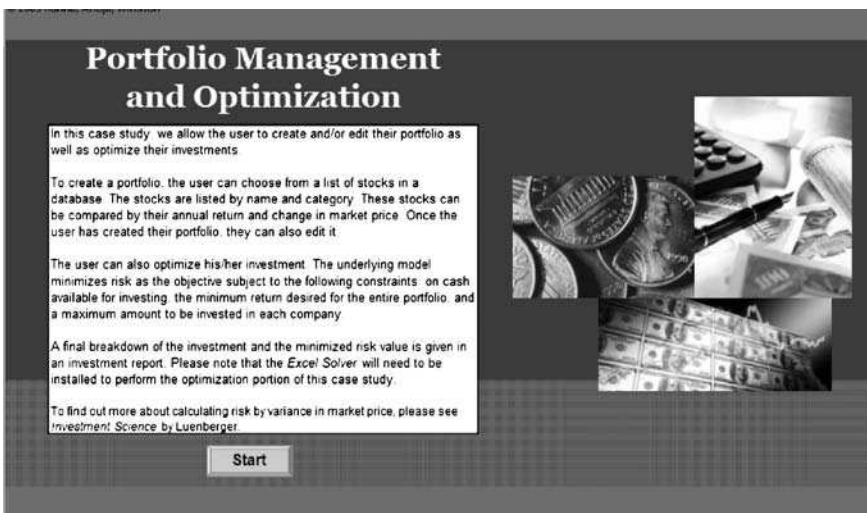 Portfolio Management
and Optimization
In this case study we allow the user to create and/or edit their portfolio as
well as optimize their investments
To create a portfolio, the user can choose from a list of stocks in a
database The stocks are listed by name and category These stocks can
be compared by their annual return and change in market price Once the
user has created their portfolio, they can also edit it
The user can also optimize his/her investment The underlying model
minimizes risk as the objective subject to the following constraints on cash
available for investing, the minimum return desired for the entire portfolio, and
a maximum amount to be invested in each company
A final breakdown of the investment and the minimized risk value is given in
an investment report. Please note that the Excel Solver will need to be
installed to perform the optimization portion of this case study.
To find out more about calculating risk by variance in market price, please see
Investment Science by Luenberger.
Start